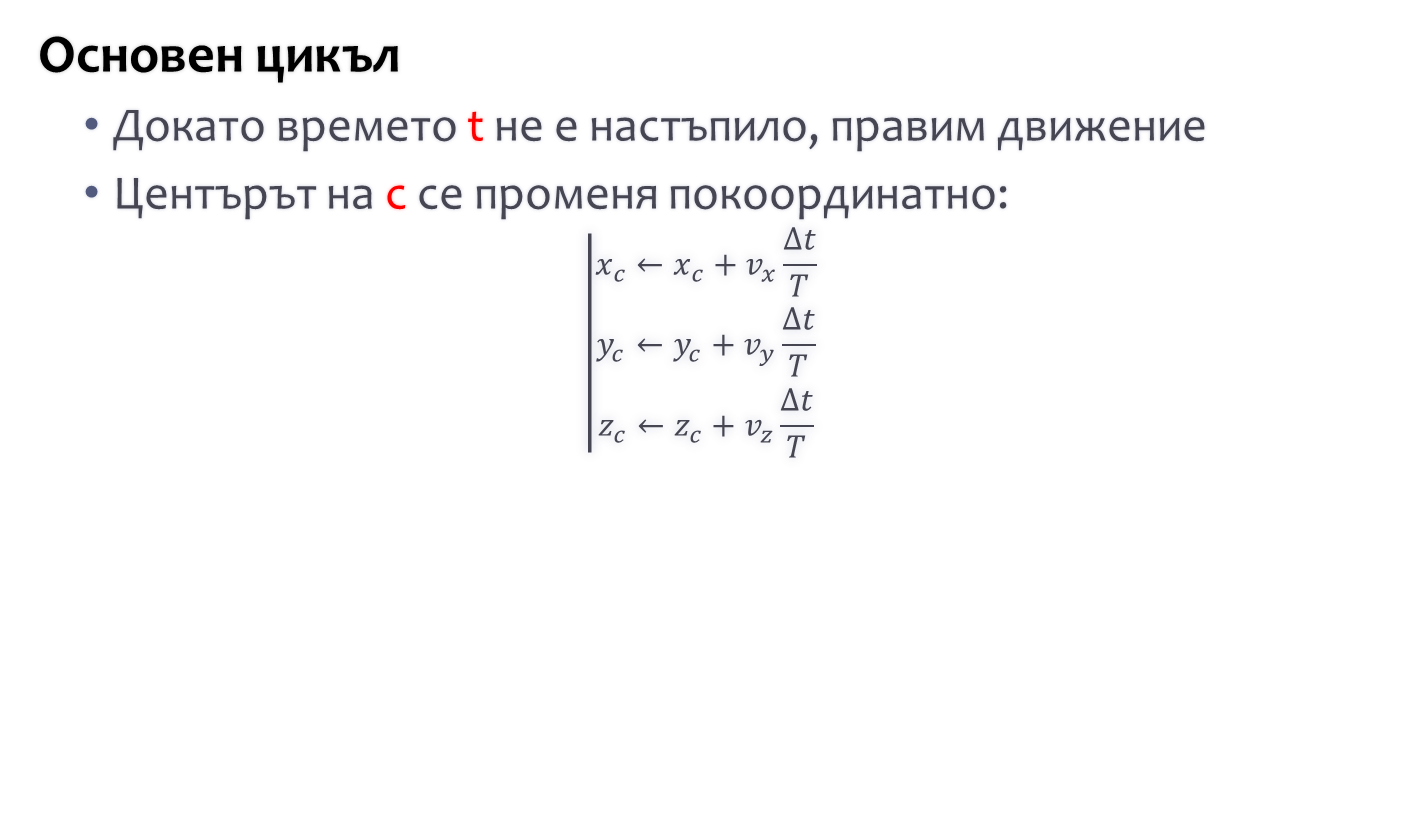 Основен цикъл
• Докато времето t не е настъпило, правим движение
• Центърът на c се променя покоординатно:
x_c ← x_c + v_x Δt/T
y_c ← y_c + v_y Δt/T
z_c ← z_c + v_z Δt/T